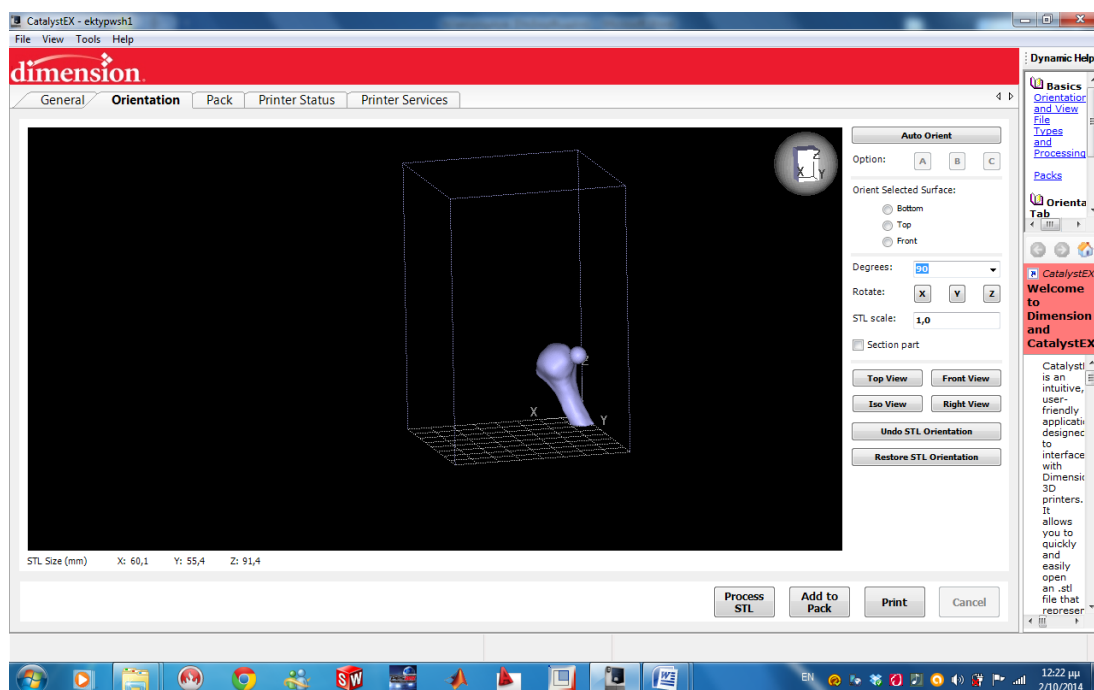 CatalystEX - ektypwsh1
File View Tools Help
dimension.
General Orientation Pack Printer Status Printer Services
Auto Orient
Option: A B C
Orient Selected Surface:
Bottom
Top
Front
Degrees: 90
Rotate: X Y Z
STL scale: 1,0
Section part
Top View Front View
Iso View Right View
Undo STL Orientation
Restore STL Orientation
Z
X Y
Z
X Y
STL Size (mm) X: 60,1 Y: 55,4 Z: 91,4
Process STL
Add to Pack
Print
Cancel
Dynamic Help
Basics
Orientation
and View
File
Types
and
Processing
Packs
Orienta
Tab
CatalystEX
Welcome
to
Dimension
and
CatalystEX
Catalyst
is an
intuitive,
user-
friendly
applicati
designed
to
interface
with
Dimensi
3D
printers.
It
allows
you to
quickly
and
easily
open
an .stl
file that
represen
SW
EN
12:22 μμ
2/10/2014